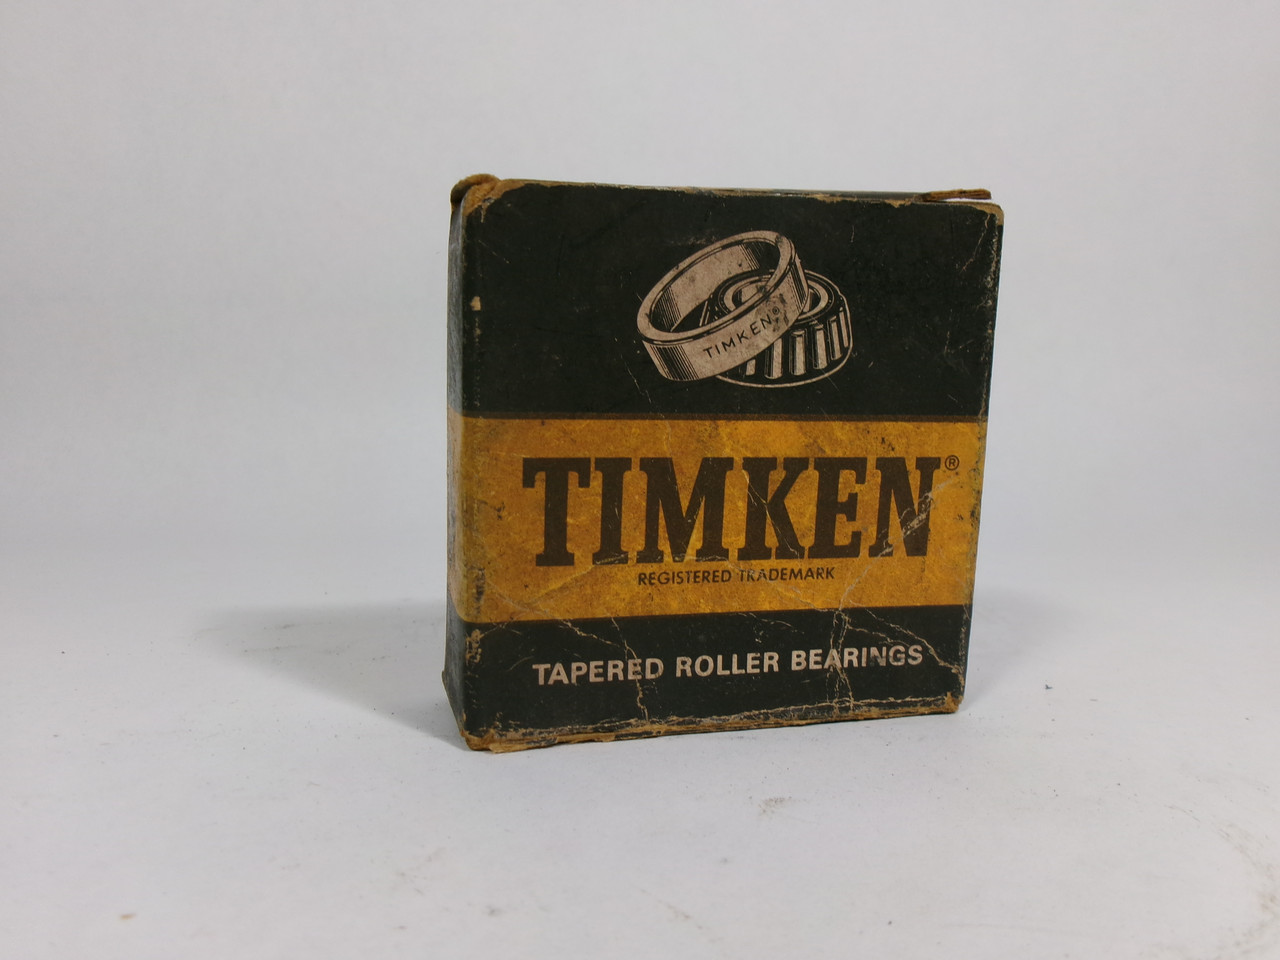 TIMKEN®
TIMKEN®
REGISTERED TRADEMARK
TAPERED ROLLER BEARINGS